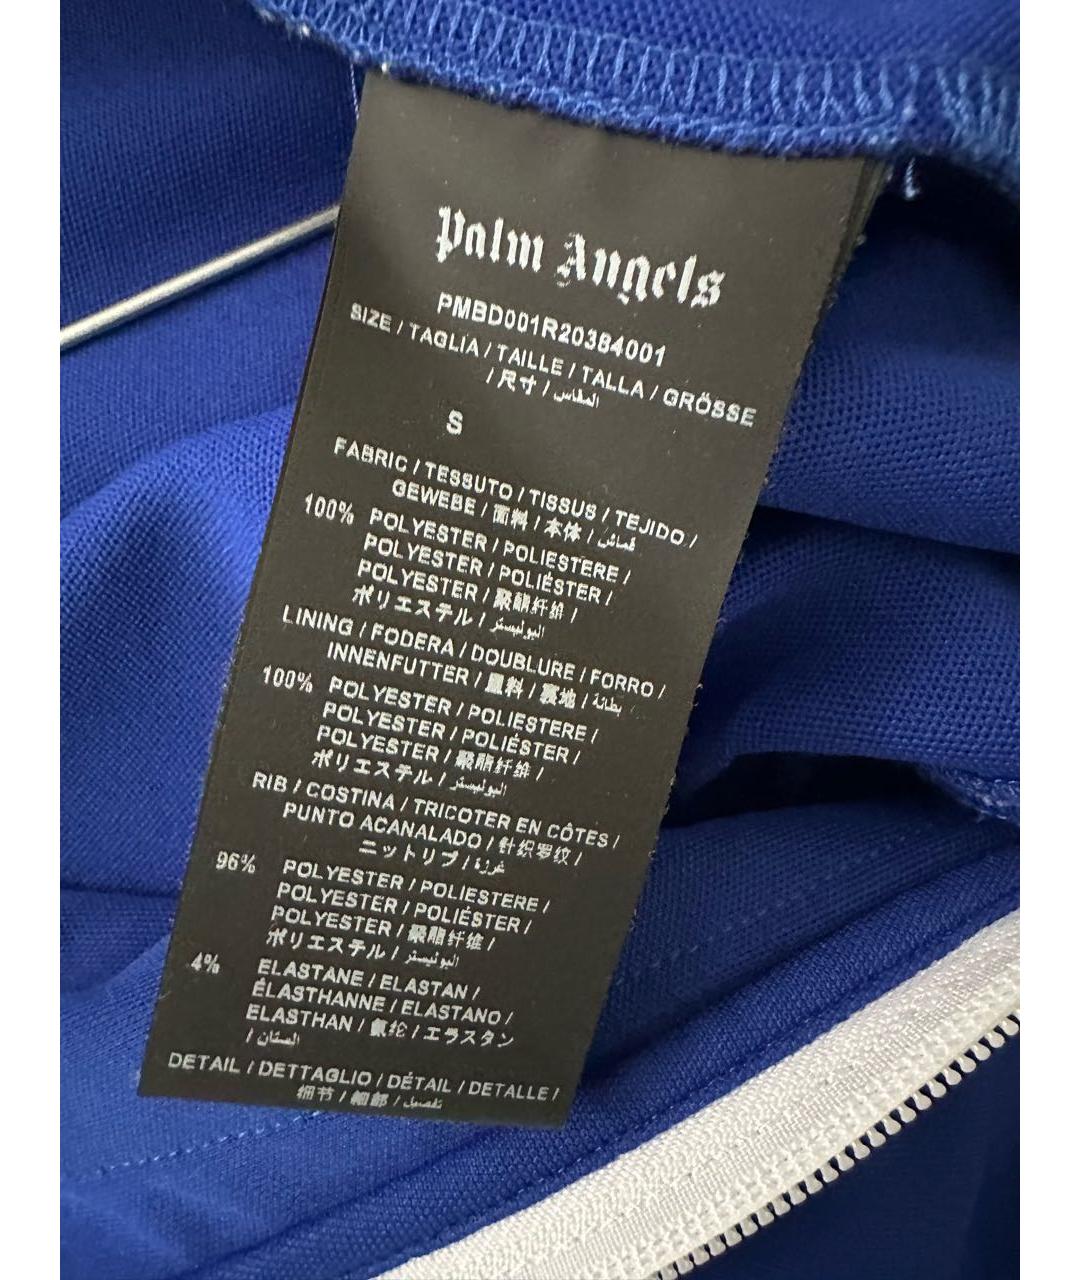 Palm Angels
PMBD001R20384001
SIZE / TAGLIA / TAILLE / TALLA / GRÖSSE
/ 尺寸 / المقاس
S
FABRIC / TESSUTO / TISSUS / TEJIDO /
GEWEBE / 面料 / 本体 / قماش
100% POLYESTER / POLIESTERE /
POLYESTER / POLIÉSTER /
POLYESTER / 聚酯纤维 /
ポリエステル / البوليستر
LINING / FODERA / DOUBLURE / FORRO /
INNENFUTTER / 里料 / 裏地 / بطانة
100% POLYESTER / POLIESTERE /
POLYESTER / POLIÉSTER /
POLYESTER / 聚酯纤维 /
ポリエステル / البوليستر
RIB / COSTINA / TRICOTER EN CÔTES /
PUNTO ACANALADO / 针织罗纹 /
ニットリブ / غرزة
96% POLYESTER / POLIESTERE /
POLYESTER / POLIÉSTER /
POLYESTER / 聚酯纤维 /
ポリエステル / البوليستر
4% ELASTANE / ELASTAN /
ÉLASTHANNE / ELASTANO /
ELASTHAN / 氨纶 / エラスタン
/ الستان
DETAIL / DETTAGLIO / DÉTAIL / DETALLE /
细节 / 細部 / تفصيل